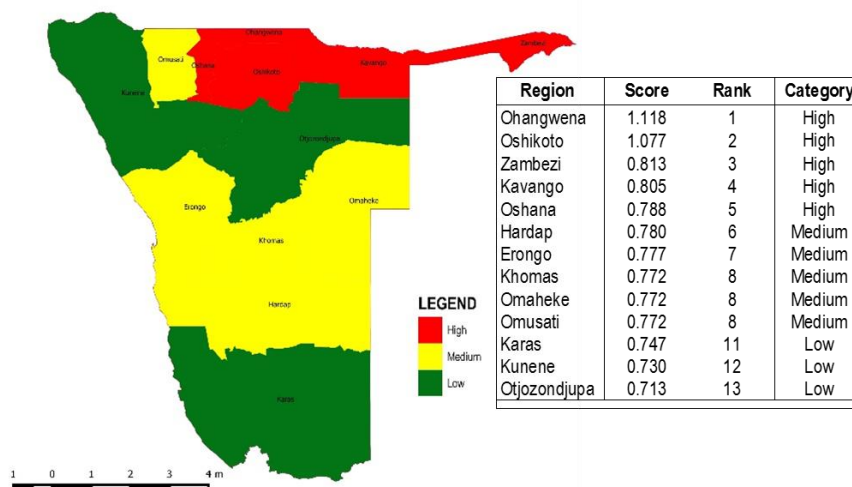 Ohangwena
Zambezi
Omusati
Oshana
Oshikoto
Kavango
Kunene
Otjozondjupa
Omaheke
Erongo
Khomas
Hardap
Karas
LEGEND
High
Medium
Low
1 0 1 2 3 4 m
Region Score Rank Category
Ohangwena 1.118 1 High
Oshikoto 1.077 2 High
Zambezi 0.813 3 High
Kavango 0.805 4 High
Oshana 0.788 5 High
Hardap 0.780 6 Medium
Erongo 0.777 7 Medium
Khomas 0.772 8 Medium
Omaheke 0.772 8 Medium
Omusati 0.772 8 Medium
Karas 0.747 11 Low
Kunene 0.730 12 Low
Otjozondjupa 0.713 13 Low